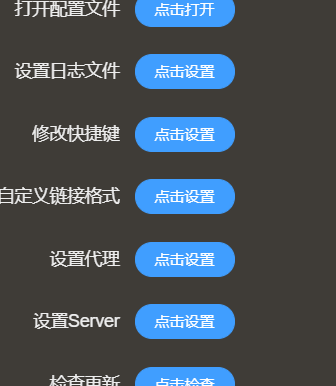 打开配置文件 点击打开
设置日志文件 点击设置
修改快捷键 点击设置
自定义链接格式 点击设置
设置代理 点击设置
设置Server 点击设置
检查更新 点击检查